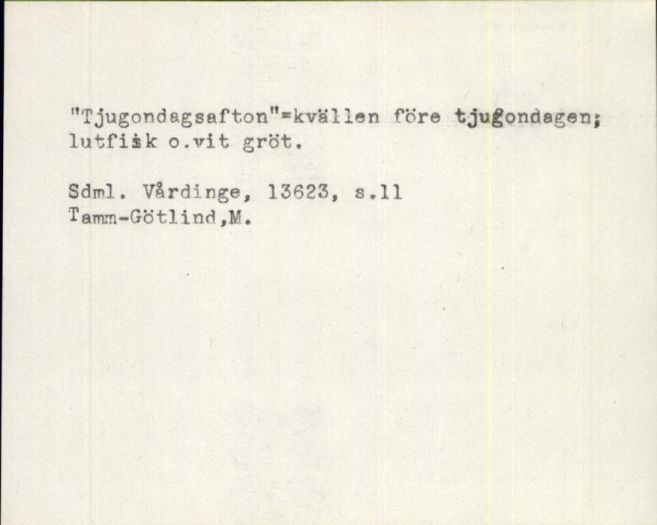 "Tjugondagsafton"=kvällen före tjugondagen;
lutfisk o.vit gröt.
Sdml. Vårdinge, 13623, s.11
Tamm-Götlind,M.